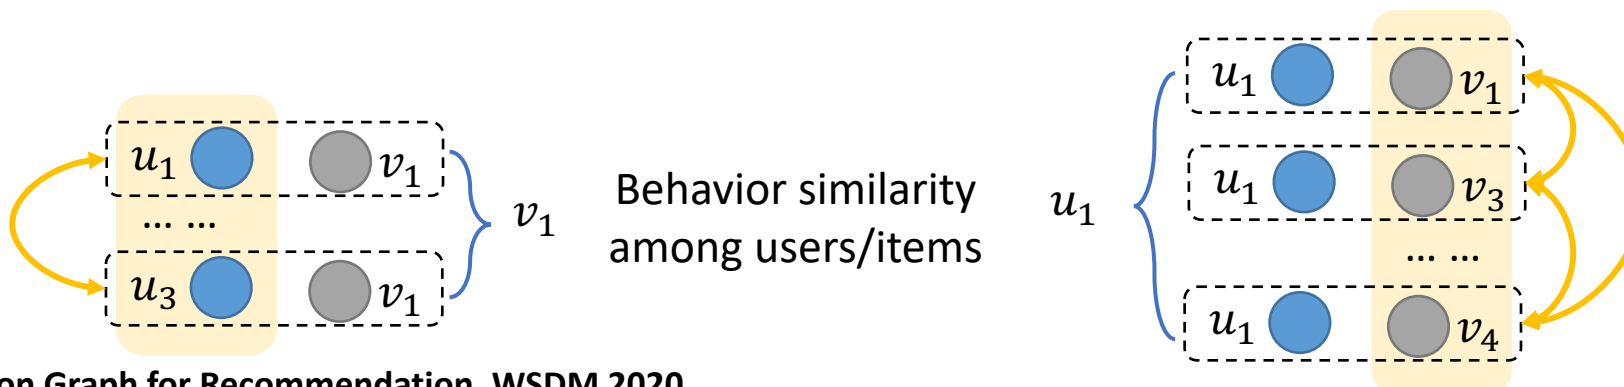 u₁ v₁
... ...
u₃ v₁
v₁
Behavior similarity
among users/items
u₁
u₁ v₁
u₁ v₃
... ...
u₁ v₄
on Graph for Recommendation, WSDM 2020